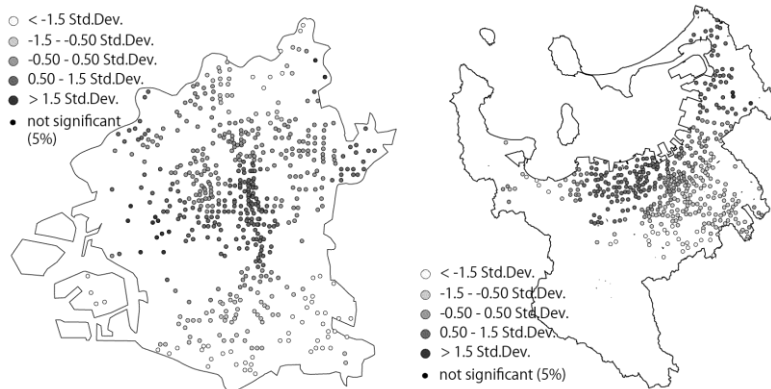 < -1.5 Std.Dev.
-1.5 - -0.50 Std.Dev.
-0.50 - 0.50 Std.Dev.
0.50 - 1.5 Std.Dev.
> 1.5 Std.Dev.
not significant
(5%)
< -1.5 Std.Dev.
-1.5 - -0.50 Std.Dev.
-0.50 - 0.50 Std.Dev.
0.50 - 1.5 Std.Dev.
> 1.5 Std.Dev.
not significant (5%)